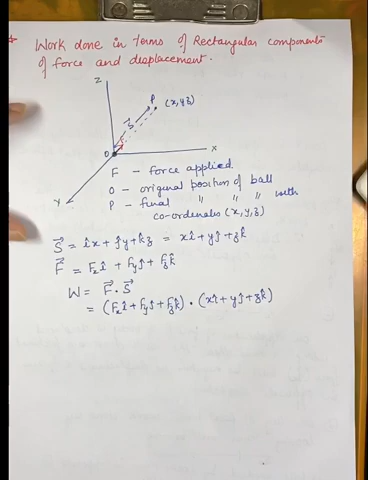 * Work done in terms of Rectangular components
of force and displacement.
Z
P (x,y,z)
S⃗
F
O
X
Y
F - force applied.
O - original position of ball
P - final " " " with
co-ordenales (x,y,z)
S⃗ = îx + ĵy + k̂z = xî + yĵ + zk̂
F⃗ = Fxî + Fyĵ + Fzk̂
W = F⃗ . S⃗
= (Fxî + Fyĵ + Fzk̂) . (xî + yĵ + zk̂)